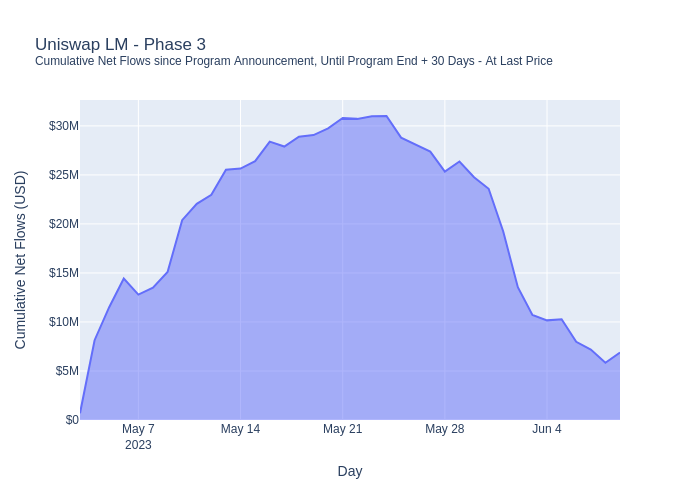 Uniswap LM - Phase 3
Cumulative Net Flows since Program Announcement, Until Program End + 30 Days - At Last Price
Cumulative Net Flows (USD)
$30M
$25M
$20M
$15M
$10M
$5M
$0
May 7
2023
May 14
May 21
May 28
Jun 4
Day